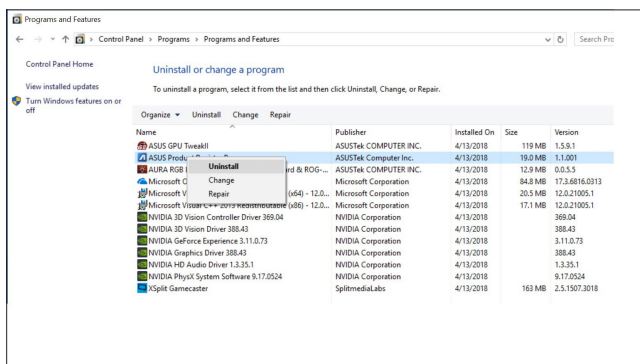 Programs and Features
Control Panel > Programs > Programs and Features
Search Pro
Control Panel Home
View installed updates
Turn Windows features on or
off
Uninstall or change a program
To uninstall a program, select it from the list and then click Uninstall, Change, or Repair.
Organize Uninstall Change Repair
Name Publisher Installed On Size Version
ASUS GPU TweakII ASUSTek COMPUTER INC. 4/13/2018 119 MB 1.5.9.1
ASUS Product Register Pro ASUSTek Computer Inc. 4/13/2018 19.0 MB 1.1.001
AURA RGB rd & ROG-... ASUSTek COMPUTER INC. 4/13/2018 12.9 MB 0.0.5.5
Microsoft O Microsoft Corporation 4/13/2018 84.8 MB 17.3.6816.0313
Microsoft V (x64) - 12.0... Microsoft Corporation 4/13/2018 20.5 MB 12.0.21005.1
Microsoft Visual C++ 2013 Redistributable (x86) - 12.0... Microsoft Corporation 4/13/2018 17.1 MB 12.0.21005.1
NVIDIA 3D Vision Controller Driver 369.04 NVIDIA Corporation 4/13/2018 369.04
NVIDIA 3D Vision Driver 388.43 NVIDIA Corporation 4/13/2018 388.43
NVIDIA GeForce Experience 3.11.0.73 NVIDIA Corporation 4/13/2018 3.11.0.73
NVIDIA Graphics Driver 388.43 NVIDIA Corporation 4/13/2018 388.43
NVIDIA HD Audio Driver 1.3.35.1 NVIDIA Corporation 4/13/2018 1.3.35.1
NVIDIA PhysX System Software 9.17.0524 NVIDIA Corporation 4/13/2018 9.17.0524
XSplit Gamecaster SplitmediaLabs 4/13/2018 163 MB 2.5.1507.3018
Uninstall
Change
Repair